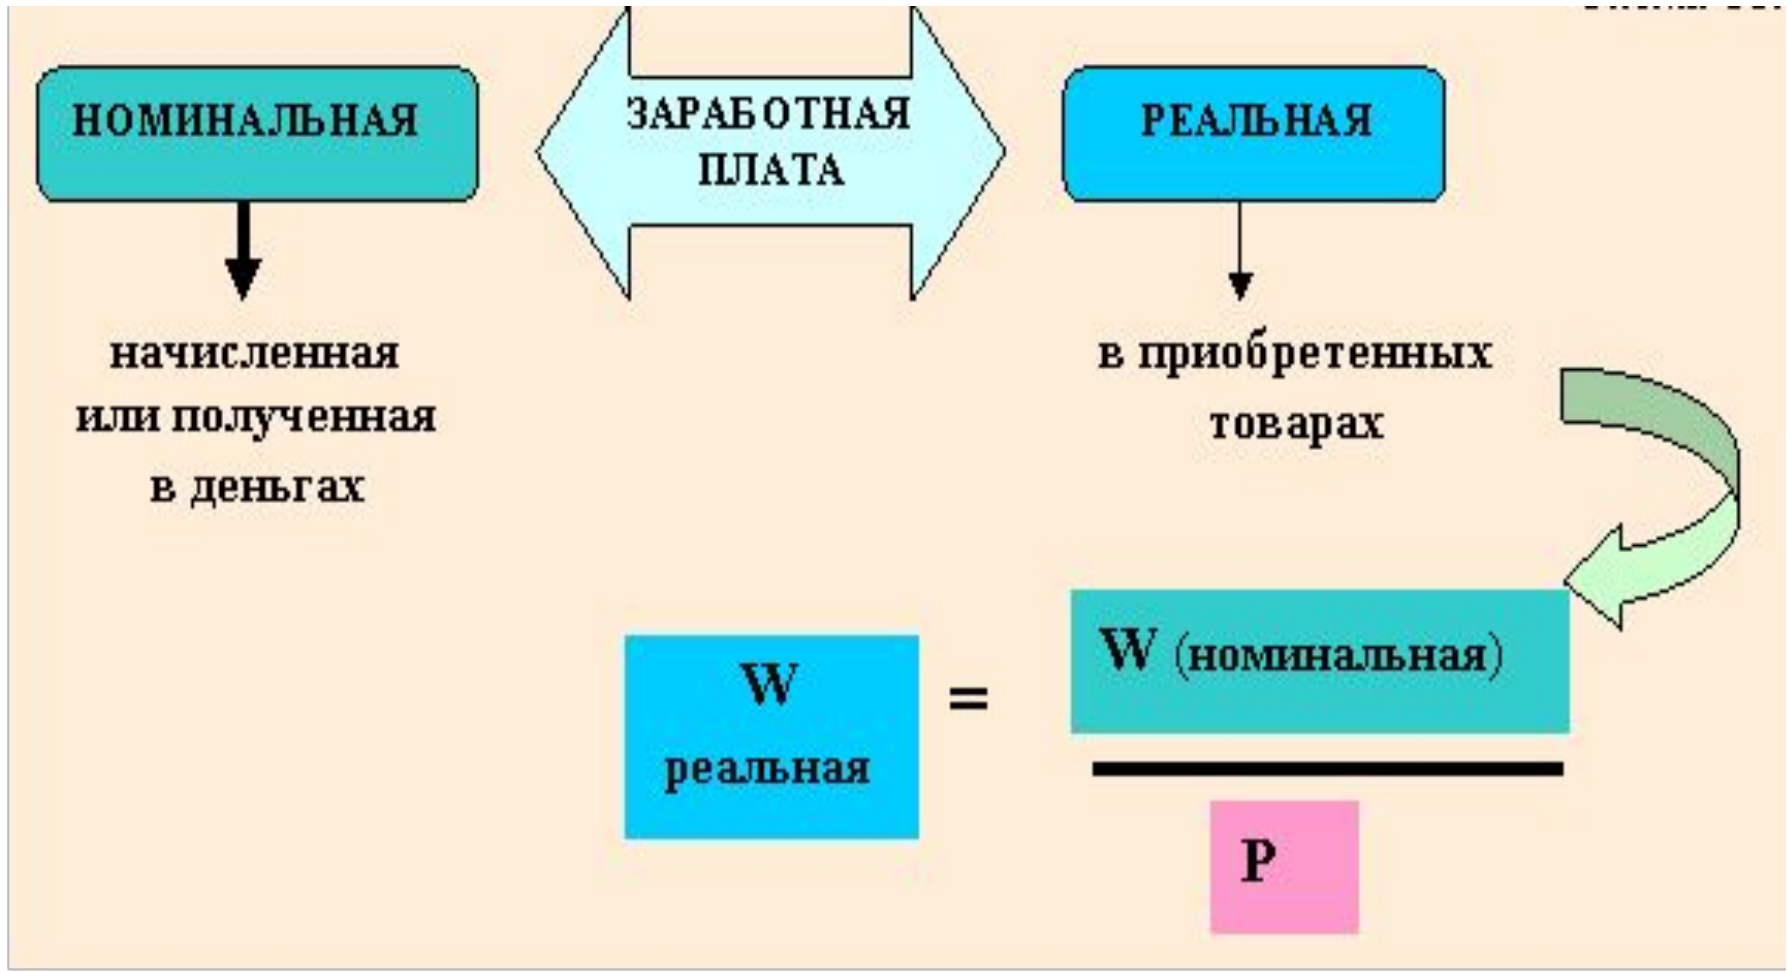 НОМИНАЛЬНАЯ
ЗАРАБОТНАЯ
ПЛАТА
РЕАЛЬНАЯ
начисленная
или полученная
в деньгах
в приобретенных
товарах
W
реальная
=
W (номинальная)
P